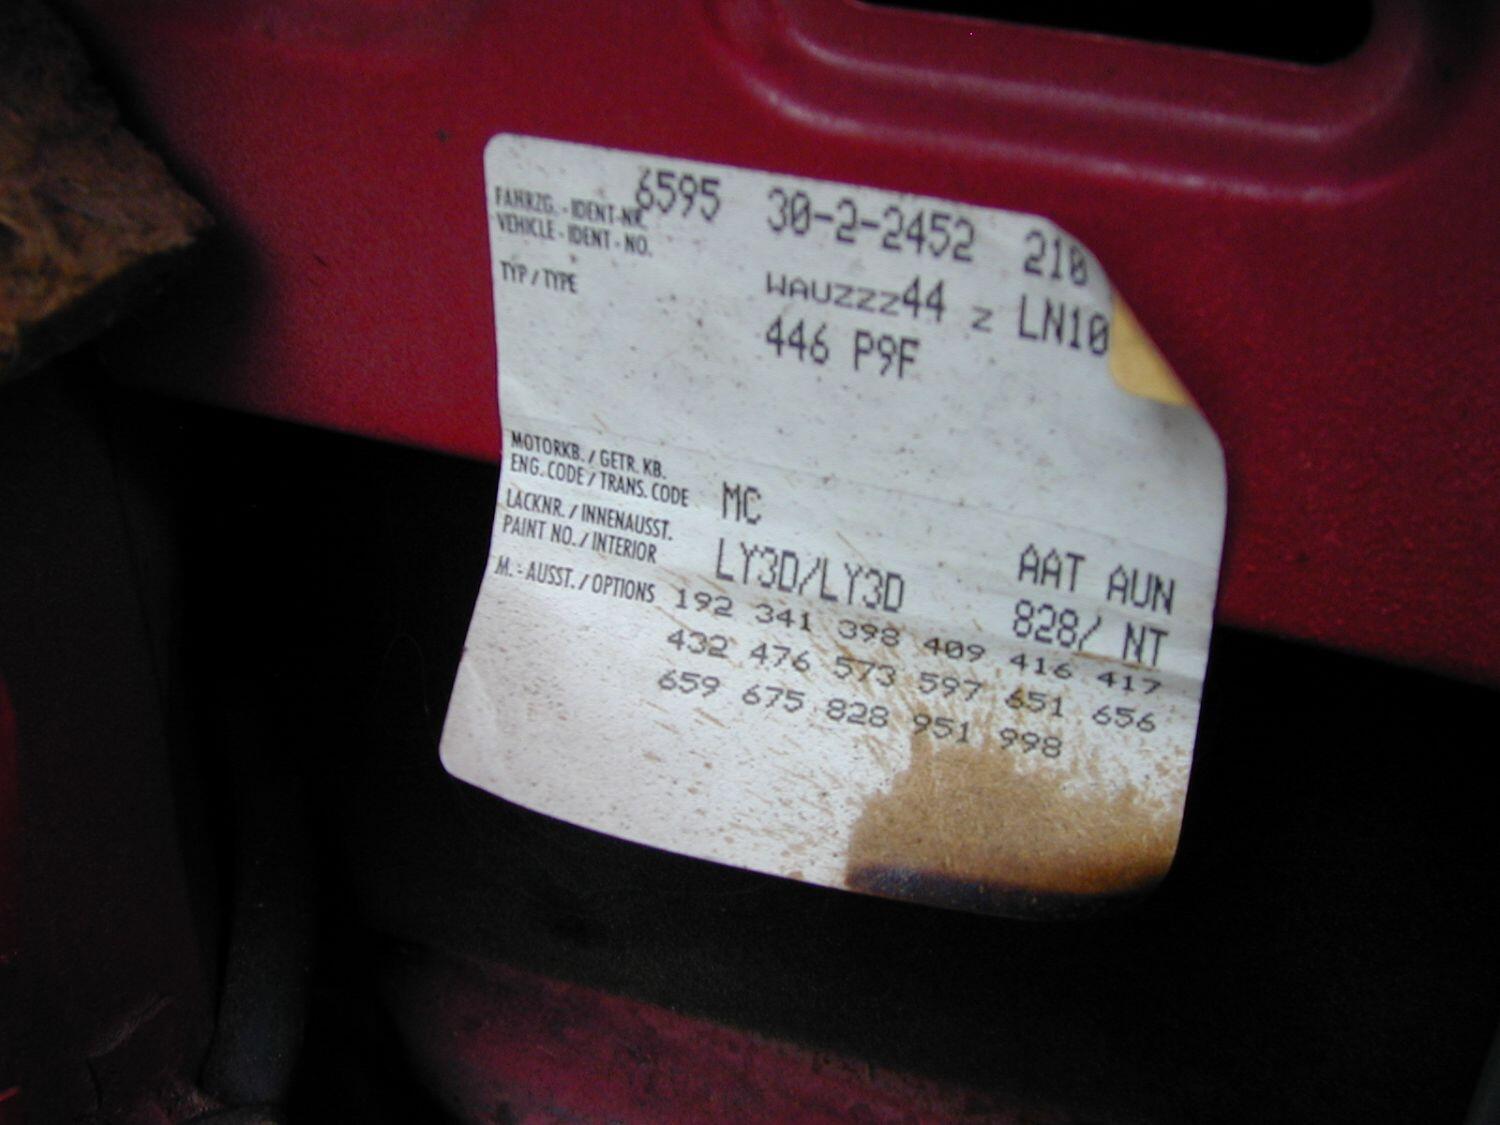 6595 30-2-2452 210
FAHRZG.-IDENT-NR.
VEHICLE-IDENT-NO. WAUZZZ44 Z LN10
TYP/TYPE 446 P9F
MOTORKB./GETR.KB.
ENG.CODE/TRANS.CODE MC AAT AUN
LACKNR./INNENAUSST.
PAINT NO./INTERIOR LY3D/LY3D 828/ NT
M.-AUSST./OPTIONS 192 341 398 409 416 417
432 476 573 597 651 656
659 675 828 951 998